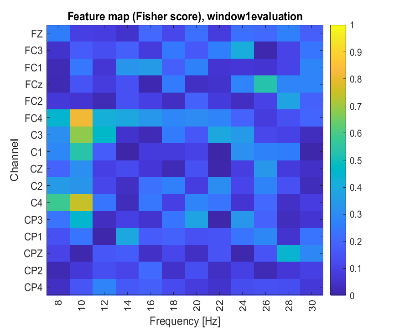 Feature map (Fisher score), window1evaluation
FZ
FC3
FC1
FCz
FC2
FC4
C3
C1
CZ
C2
C4
CP3
CP1
CPZ
CP2
CP4
Channel
8 10 12 14 16 18 20 22 24 26 28 30
Frequency [Hz]
1
0.9
0.8
0.7
0.6
0.5
0.4
0.3
0.2
0.1
0